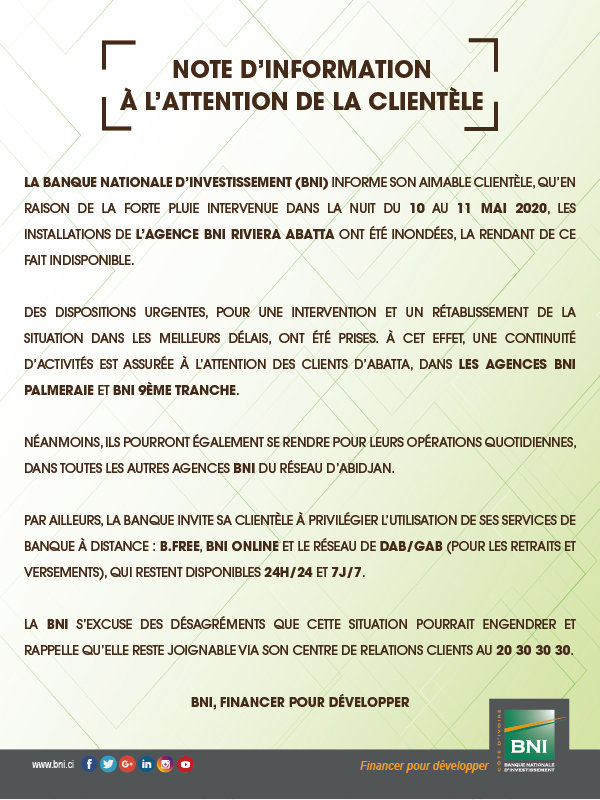 NOTE D'INFORMATION
À L'ATTENTION DE LA CLIENTÈLE
LA BANQUE NATIONALE D'INVESTISSEMENT (BNI) INFORME SON AIMABLE CLIENTÈLE, QU'EN
RAISON DE LA FORTE PLUIE INTERVENUE DANS LA NUIT DU 10 AU 11 MAI 2020, LES
INSTALLATIONS DE L'AGENCE BNI RIVIERA ABATTA ONT ÉTÉ INONDÉES, LA RENDANT DE CE
FAIT INDISPONIBLE.
DES DISPOSITIONS URGENTES, POUR UNE INTERVENTION ET UN RÉTABLISSEMENT DE LA
SITUATION DANS LES MEILLEURS DÉLAIS, ONT ÉTÉ PRISES. À CET EFFET, UNE CONTINUITÉ
D'ACTIVITÉS EST ASSURÉE À L'ATTENTION DES CLIENTS D'ABATTA, DANS LES AGENCES BNI
PALMERAIE ET BNI 9ÈME TRANCHE.
NÉANMOINS, ILS POURRONT ÉGALEMENT SE RENDRE POUR LEURS OPÉRATIONS QUOTIDIENNES,
DANS TOUTES LES AUTRES AGENCES BNI DU RÉSEAU D'ABIDJAN.
PAR AILLEURS, LA BANQUE INVITE SA CLIENTÈLE À PRIVILÉGIER L'UTILISATION DE SES SERVICES DE
BANQUE À DISTANCE : B.FREE, BNI ONLINE ET LE RÉSEAU DE DAB/GAB (POUR LES RETRAITS ET
VERSEMENTS), QUI RESTENT DISPONIBLES 24H/24 ET 7J/7.
LA BNI S'EXCUSE DES DÉSAGRÉMENTS QUE CETTE SITUATION POURRAIT ENGENDRER ET
RAPPELLE QU'ELLE RESTE JOIGNABLE VIA SON CENTRE DE RELATIONS CLIENTS AU 20 30 30 30.
BNI, FINANCER POUR DÉVELOPPER
www.bni.ci
Financer pour développer
CÔTE D'IVOIRE
BNI
BANQUE NATIONALE
D'INVESTISSEMENT